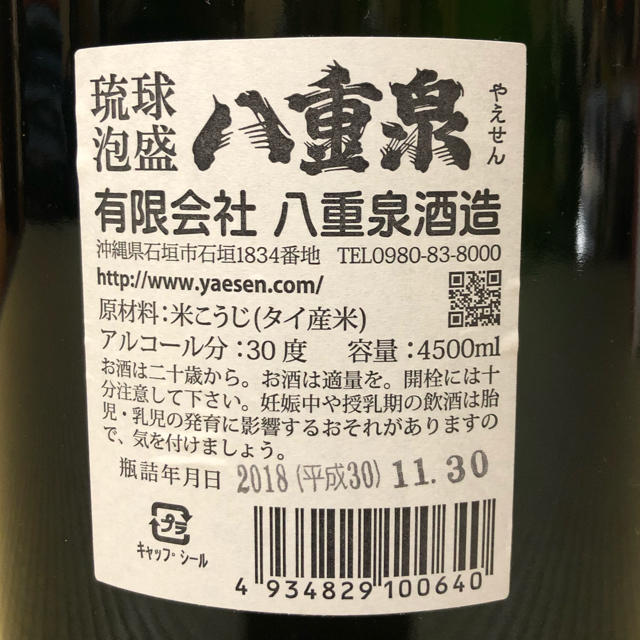 琉球泡盛 八重泉 やえせん
有限会社 八重泉酒造
沖縄県石垣市石垣1834番地 TEL0980-83-8000
http://www.yaesen.com/
原材料:米こうじ(タイ産米)
アルコール分:30度 容量:4500ml
お酒は二十歳から。お酒は適量を。開栓には十
分注意して下さい。妊娠中や授乳期の飲酒は胎
児・乳児の発育に影響するおそれがありますの
で、気を付けましょう。
瓶詰年月日 2018(平成30) 11.30
プラ
キャップ・シール
4 934829 100640